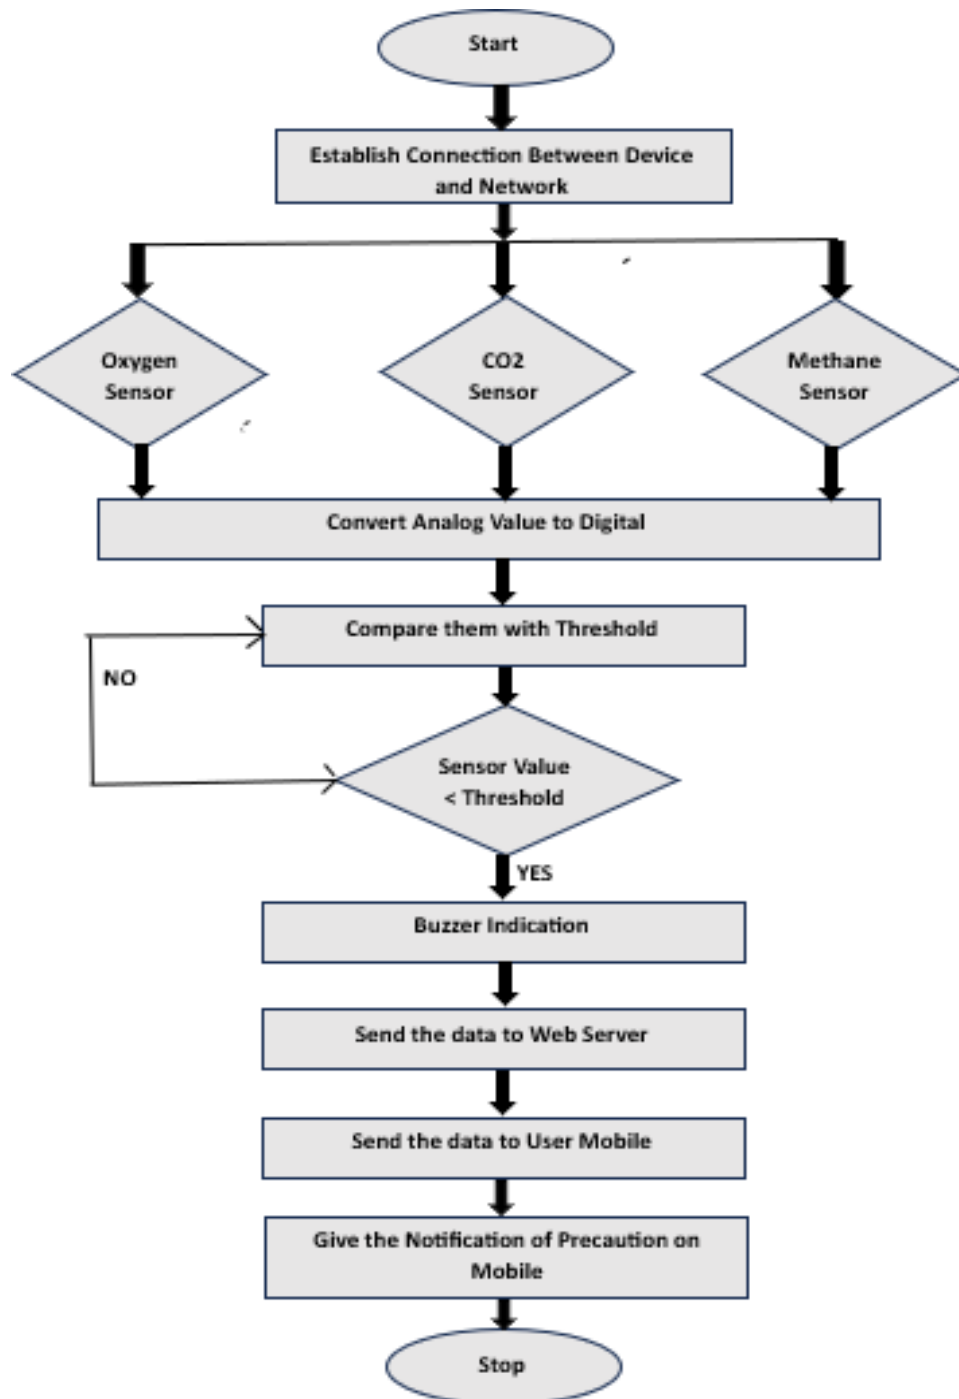 Start
Establish Connection Between Device
and Network
Oxygen
Sensor
CO2
Sensor
Methane
Sensor
Convert Analog Value to Digital
Compare them with Threshold
NO
Sensor Value
< Threshold
YES
Buzzer Indication
Send the data to Web Server
Send the data to User Mobile
Give the Notification of Precaution on
Mobile
Stop